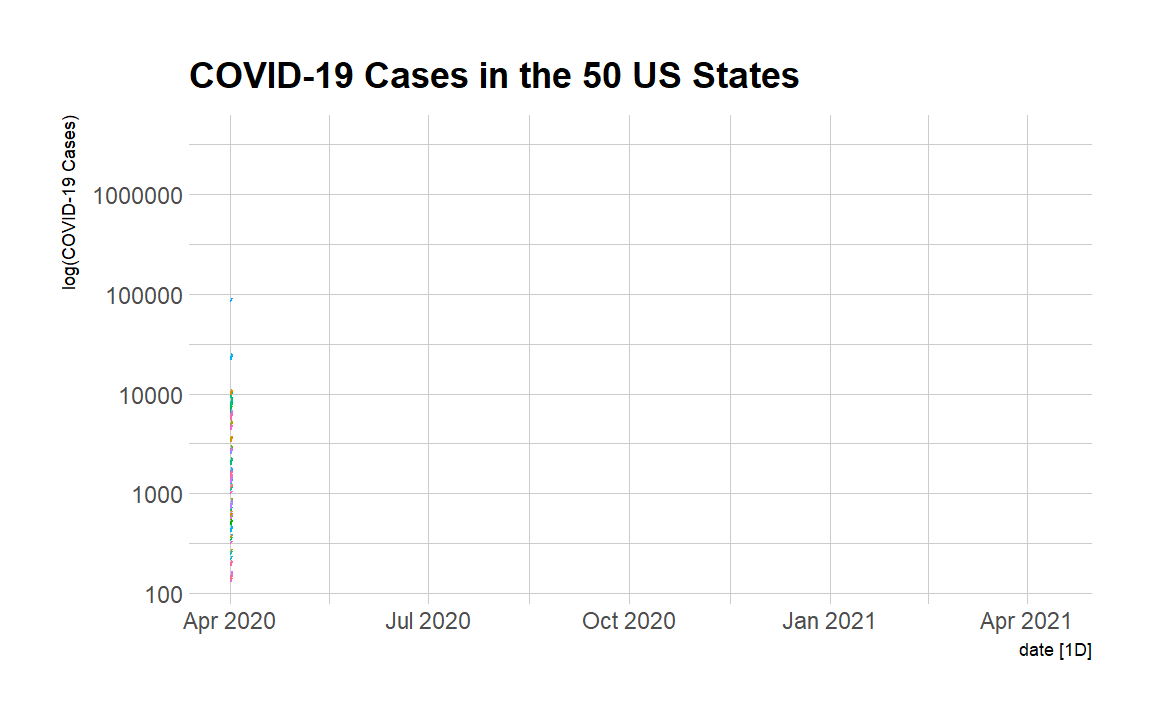 COVID-19 Cases in the 50 US States
log(COVID-19 Cases)
1000000
100000
10000
1000
100
Apr 2020
Jul 2020
Oct 2020
Jan 2021
Apr 2021
date [1D]